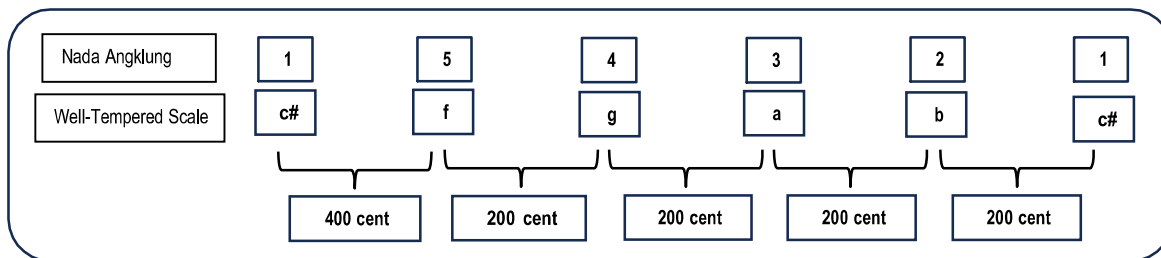 Nada Angklung 1 5 4 3 2 1
Well-Tempered Scale c# f g a b c#
400 cent 200 cent 200 cent 200 cent 200 cent